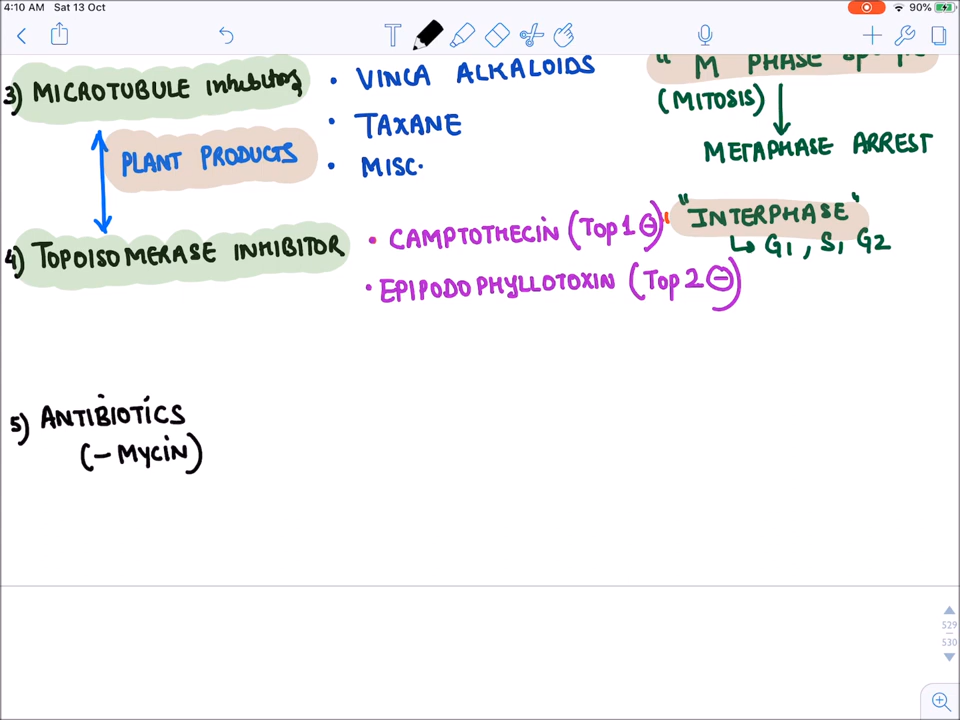 4:10 AM Sat 13 Oct
90%
T
3) MICROTUBULE inhibitors
• VINCA ALKALOIDS
" M PHASE
(MITOSIS)
• TAXANE
METAPHASE ARREST
PLANT PRODUCTS
• MISC.
4) TOPOISOMERASE INHIBITOR
• CAMPTOTHECIN (TOP 1 ⊖)
"INTERPHASE"
↳ G1, S, G2
• EPIPODOPHYLLOTOXIN (TOP 2 ⊖)
5) ANTIBIOTICS
(- MYCIN)
529
530